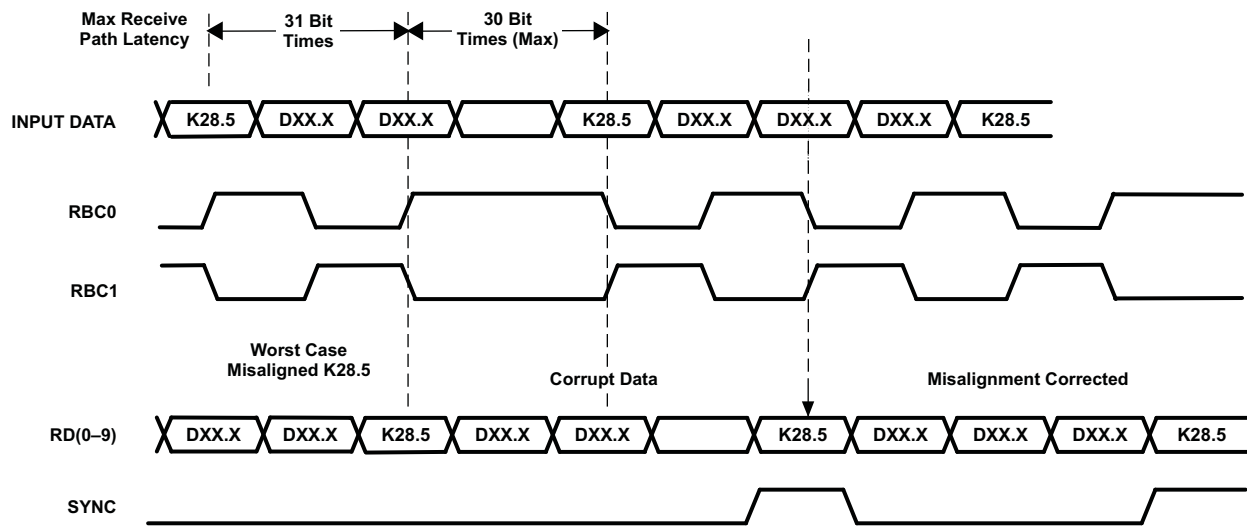 Max Receive
Path Latency
31 Bit
Times
30 Bit
Times (Max)
INPUT DATA
K28.5 DXX.X DXX.X K28.5 DXX.X DXX.X DXX.X K28.5
RBC0
RBC1
Worst Case
Misaligned K28.5
Corrupt Data
Misalignment Corrected
RD(0–9)
DXX.X DXX.X K28.5 DXX.X DXX.X K28.5 DXX.X DXX.X DXX.X K28.5
SYNC